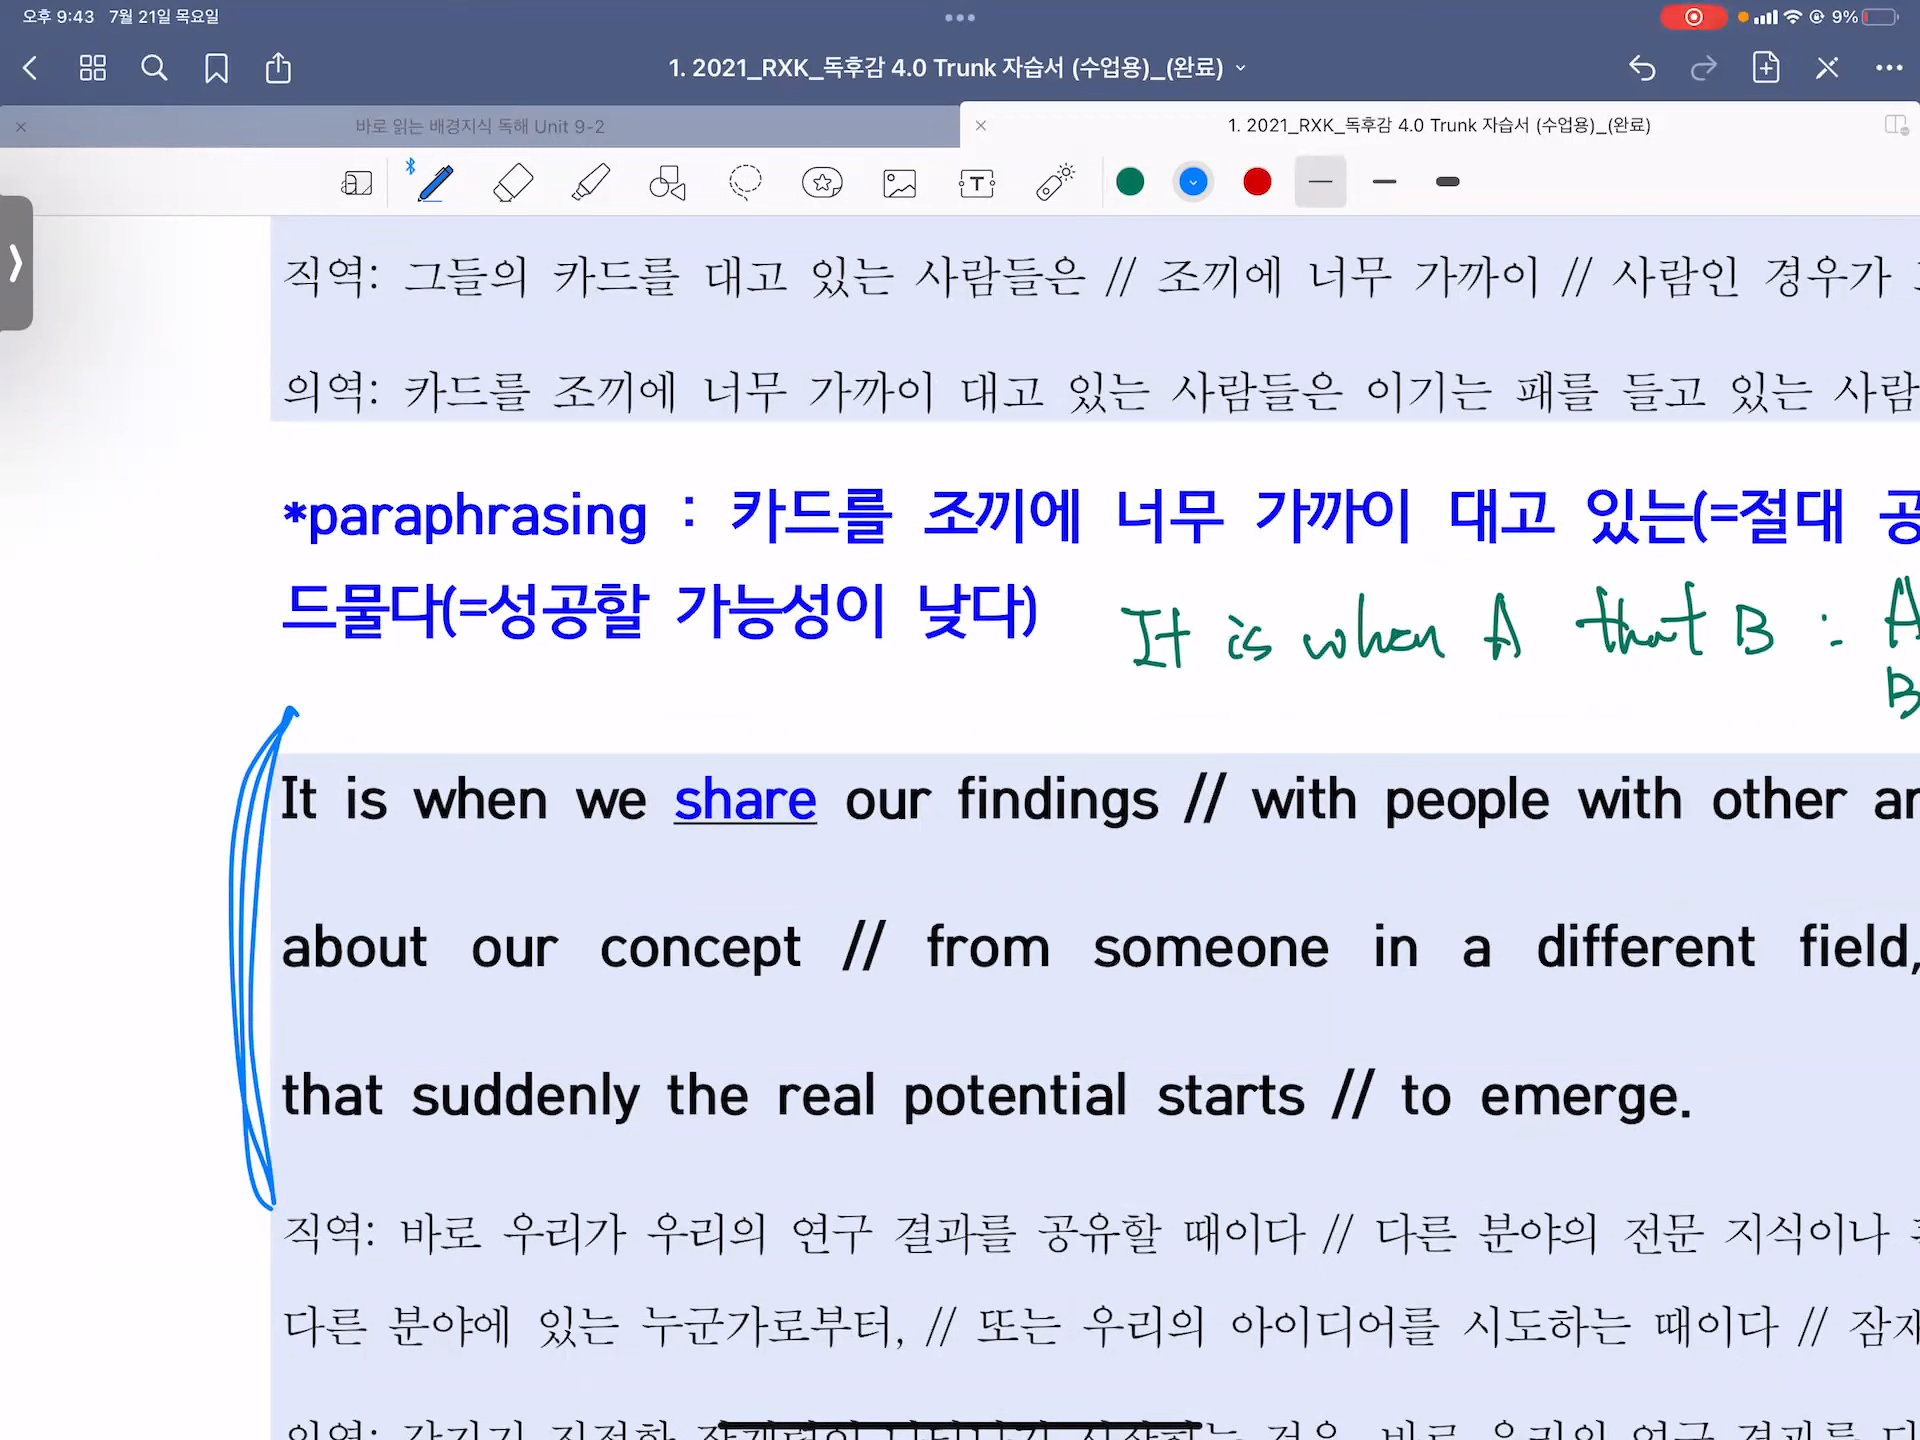 오후 9:43 7월 21일 목요일
9%
1. 2021_RXK_독후감 4.0 Trunk 자습서 (수업용)_(완료)
바로 읽는 배경지식 독해 Unit 9-2
1. 2021_RXK_독후감 4.0 Trunk 자습서 (수업용)_(완료)
직역: 그들의 카드를 대고 있는 사람들은 // 조끼에 너무 가까이 // 사람인 경우가
의역: 카드를 조끼에 너무 가까이 대고 있는 사람들은 이기는 패를 들고 있는 사람
*paraphrasing : 카드를 조끼에 너무 가까이 대고 있는(=절대 공
드물다(=성공할 가능성이 낮다)
It is when A that B : A
B
It is when we share our findings // with people with other
about our concept // from someone in a different field,
that suddenly the real potential starts // to emerge.
직역: 바로 우리가 우리의 연구 결과를 공유할 때이다 // 다른 분야의 전문 지식이나
다른 분야에 있는 누군가로부터, // 또는 우리의 아이디어를 시도하는 때이다 // 잠재